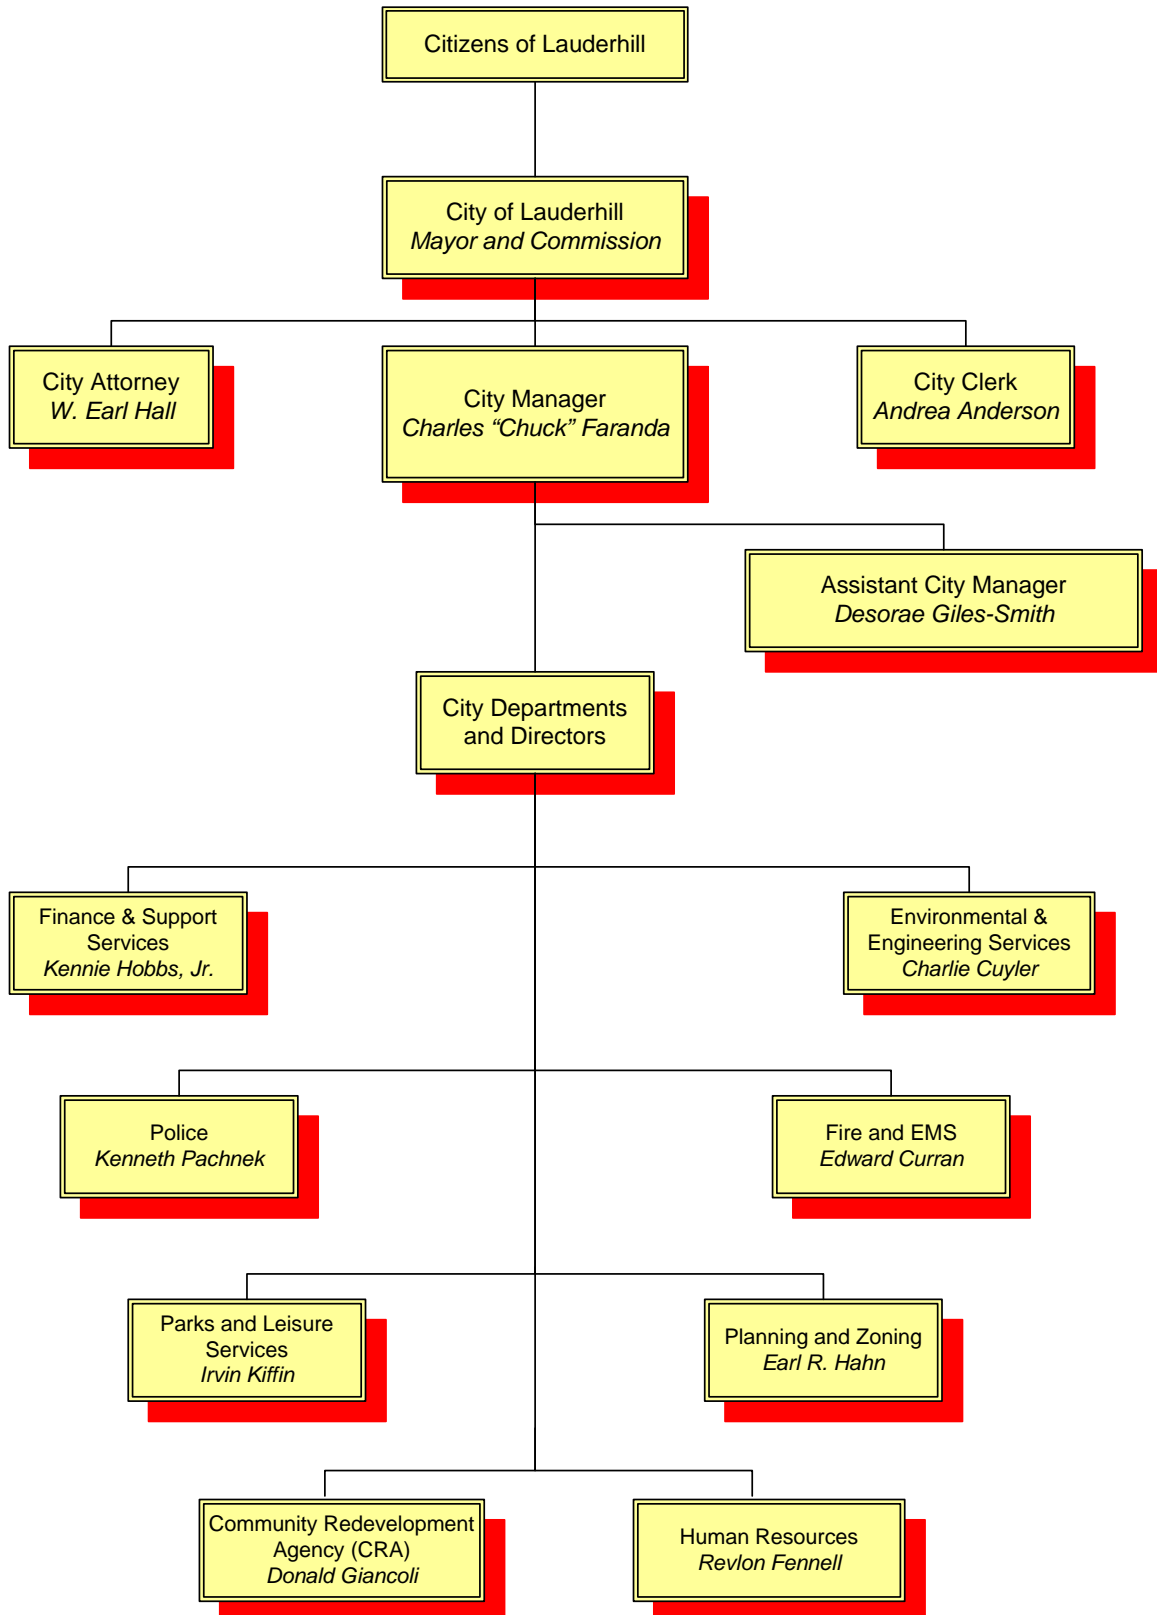 Citizens of Lauderhill
City of Lauderhill
Mayor and Commission
City Attorney
W. Earl Hall
City Manager
Charles “Chuck” Faranda
City Clerk
Andrea Anderson
Assistant City Manager
Desorae Giles-Smith
City Departments
and Directors
Finance & Support
Services
Kennie Hobbs, Jr.
Environmental &
Engineering Services
Charlie Cuyler
Police
Kenneth Pachnek
Fire and EMS
Edward Curran
Parks and Leisure
Services
Irvin Kiffin
Planning and Zoning
Earl R. Hahn
Community Redevelopment
Agency (CRA)
Donald Giancoli
Human Resources
Revlon Fennell